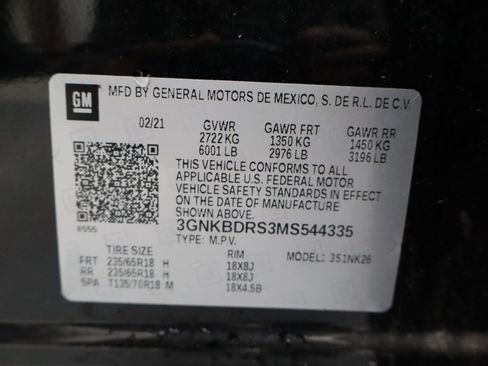 GM MFD BY GENERAL MOTORS DE MEXICO, S. DE R.L. DE C.V.
02/21 GVWR GAWR FRT GAWR RR
2722 KG 1350 KG 1450 KG
6001 LB 2976 LB 3196 LB
THIS VEHICLE CONFORMS TO ALL
APPLICABLE U.S. FEDERAL MOTOR
VEHICLE SAFETY STANDARDS IN EFFECT
ON THE DATE OF MANUFACTURE
SHOWN ABOVE.
8555 3GNKBDRS3MS544335
TYPE: M.P.V. MODEL: 351NK26
TIRE SIZE RIM
FRT 235/65R18 H 18X8J
RR 235/65R18 H 18X8J
SPA T135/70R18 M 18X4.5B